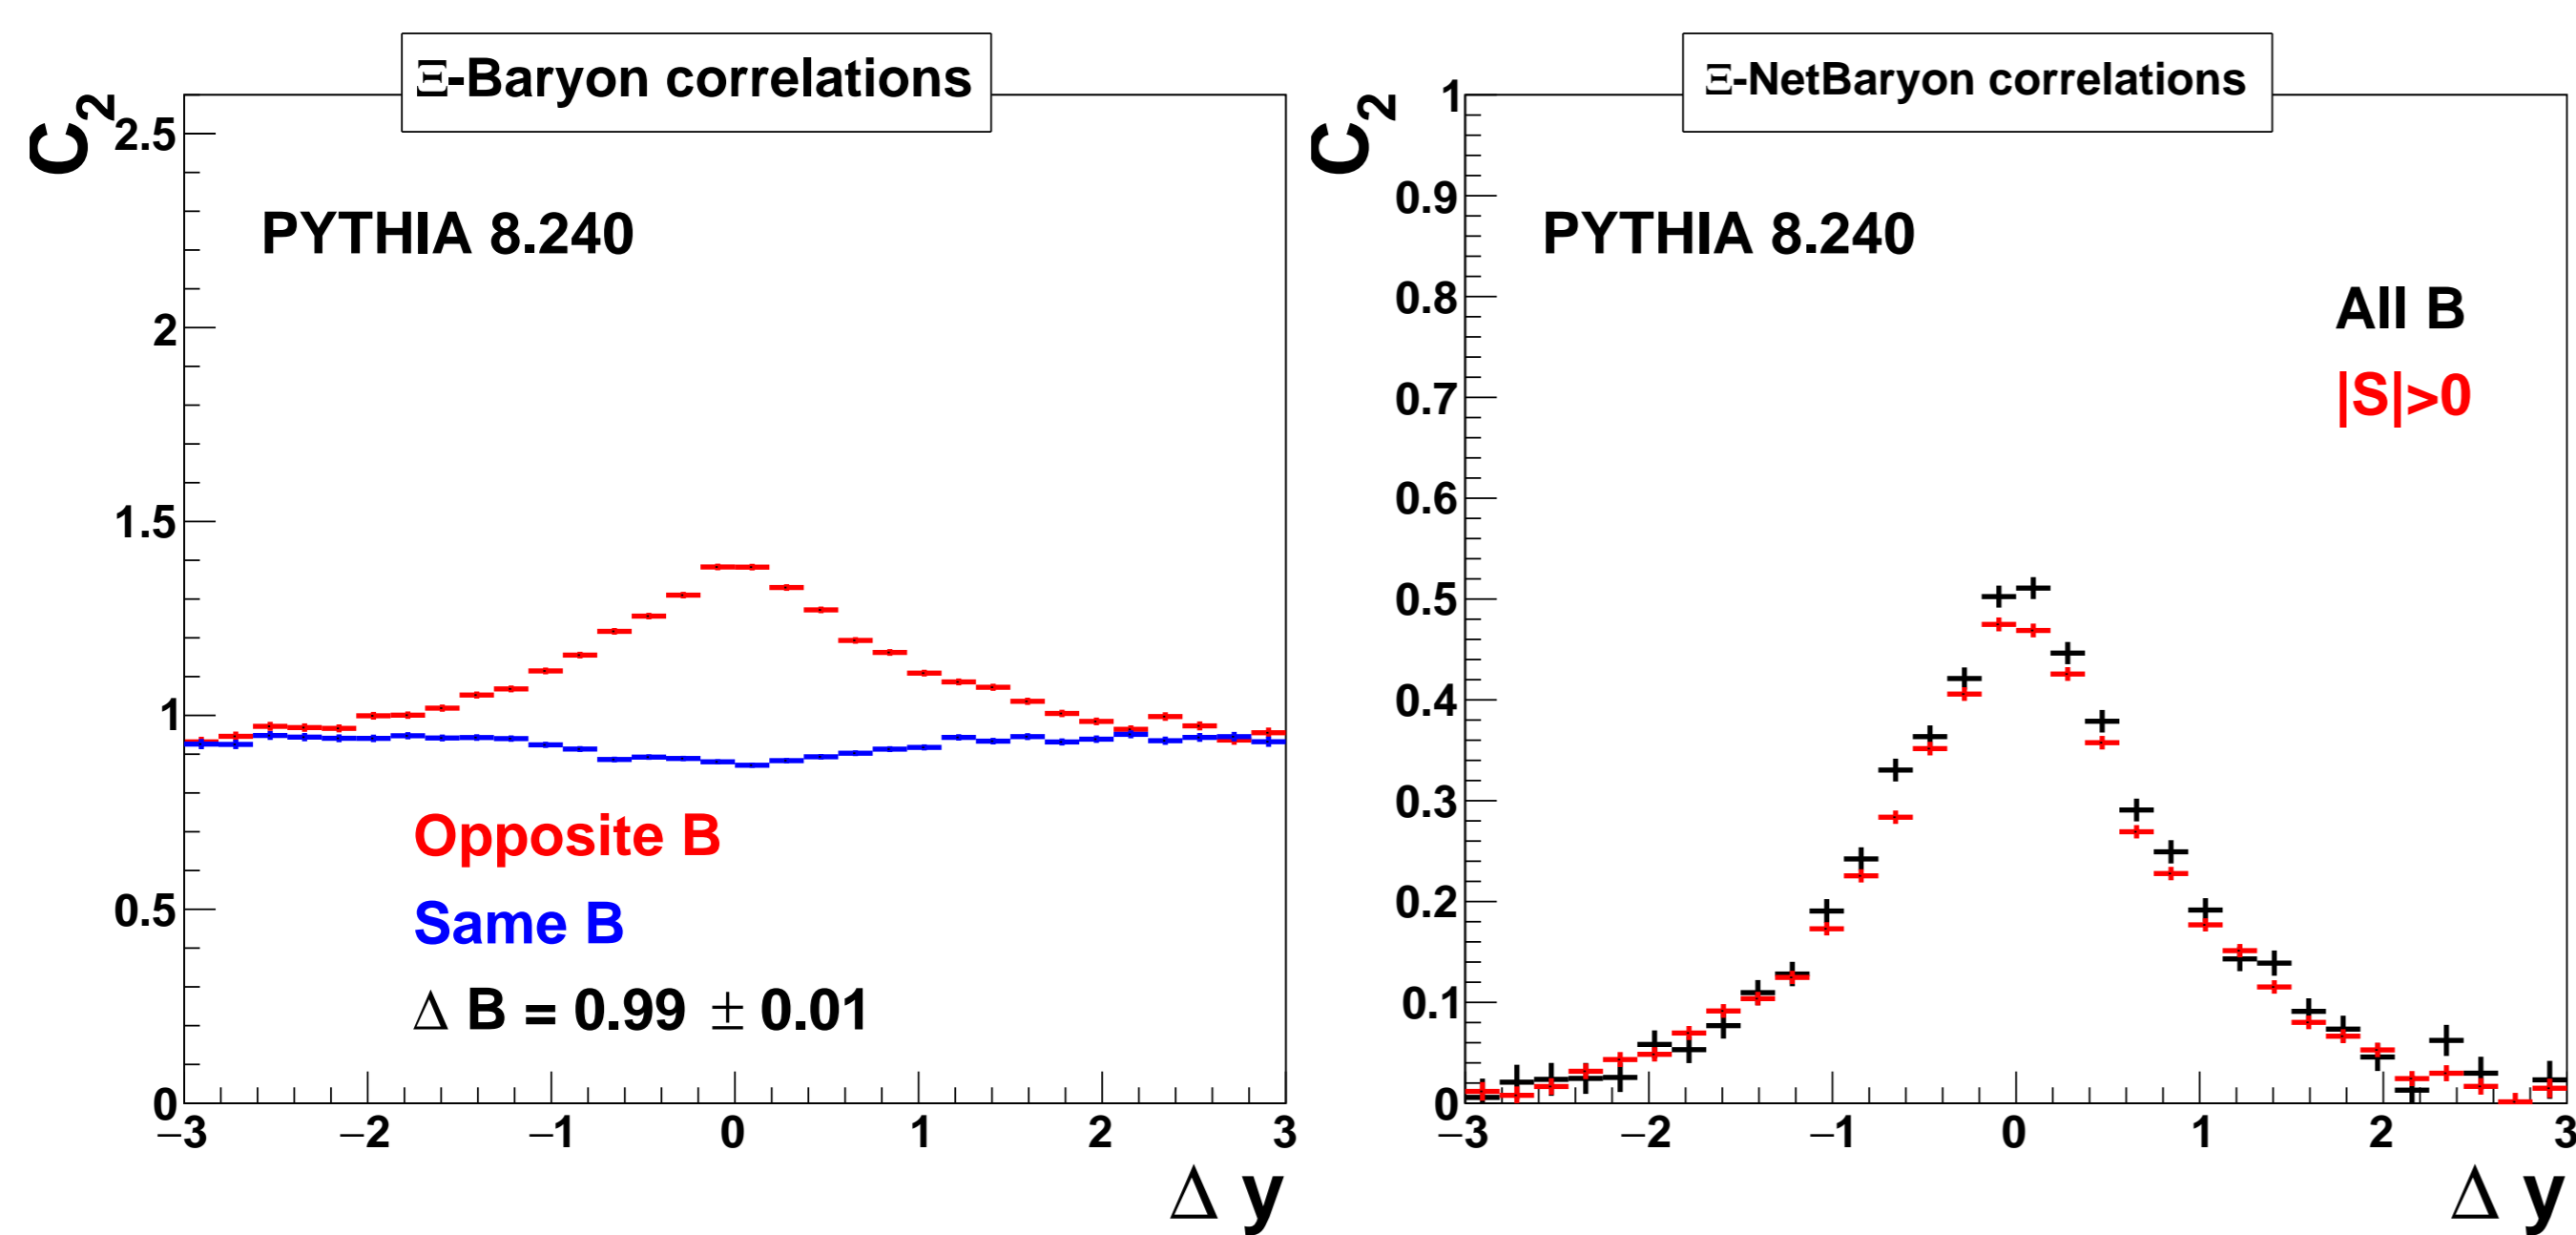 Ξ-Baryon correlations
C2
PYTHIA 8.240
2.5
2
1.5
1
0.5
0
Opposite B
Same B
Δ B = 0.99 ± 0.01
−3 −2 −1 0 1 2 3
Δ y
Ξ-NetBaryon correlations
C2
PYTHIA 8.240
All B
|S|>0
1
0.9
0.8
0.7
0.6
0.5
0.4
0.3
0.2
0.1
0
−3 −2 −1 0 1 2 3
Δ y